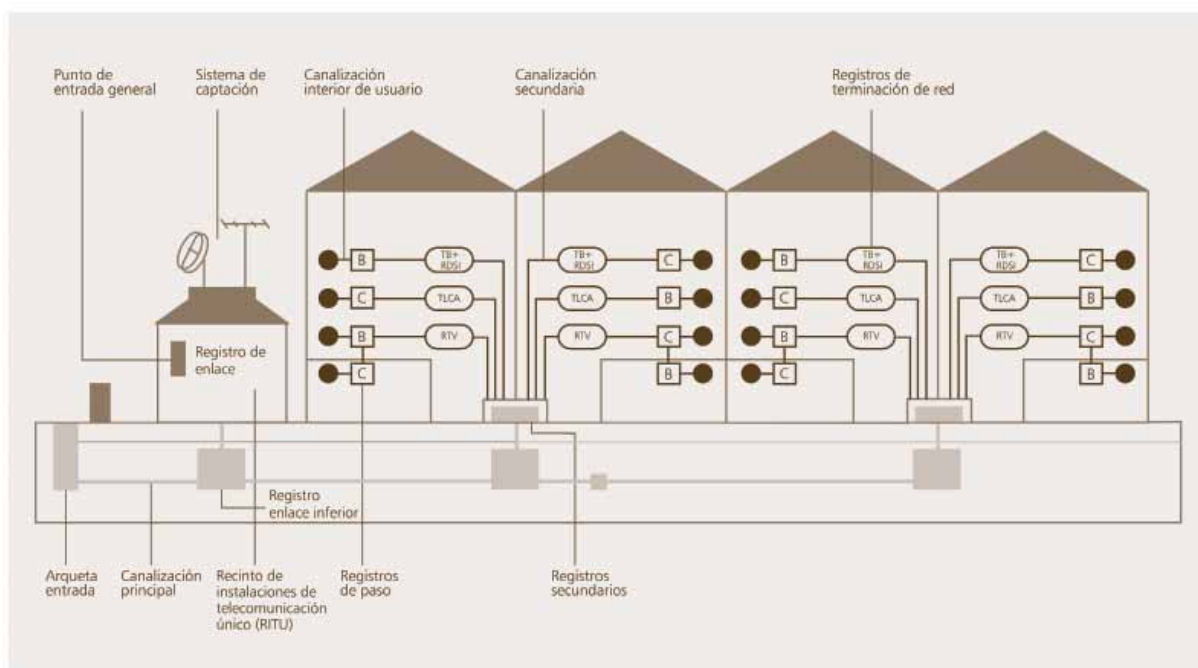 Punto de
entrada general
Sistema de
captación
Canalización
interior de usuario
Canalización
secundaria
Registros de
terminación de red
B
TB+
RDSI
TB+
RDSI
C
B
TB+
RDSI
TB+
RDSI
C
C
TLCA
TLCA
B
C
TLCA
TLCA
B
B
RTV
RTV
C
B
RTV
RTV
C
C
B
C
B
Registro de
enlace
Registro
enlace inferior
Arqueta
entrada
Canalización
principal
Recinto de
instalaciones de
telecomunicación
único (RITU)
Registros
de paso
Registros
secundarios